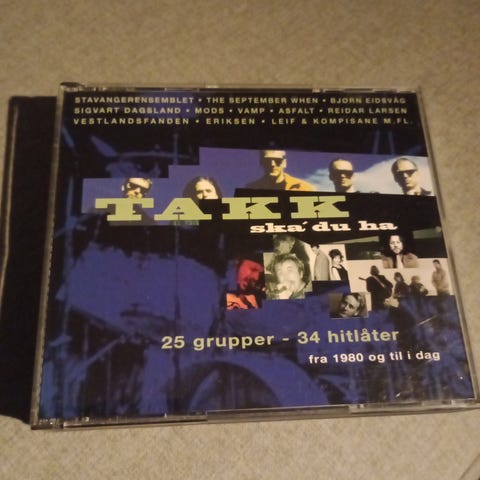 STAVANGERENSEMBLET • THE SEPTEMBER WHEN • BJØRN EIDSVÅG
SIGVART DAGSLAND • MODS • VAMP • ASFALT • REIDAR LARSEN
VESTLANDSFANDEN • ERIKSEN • LEIF & KOMPISANE M.FL.
TAKK
ska´du ha
25 grupper - 34 hitlåter
fra 1980 og til i dag